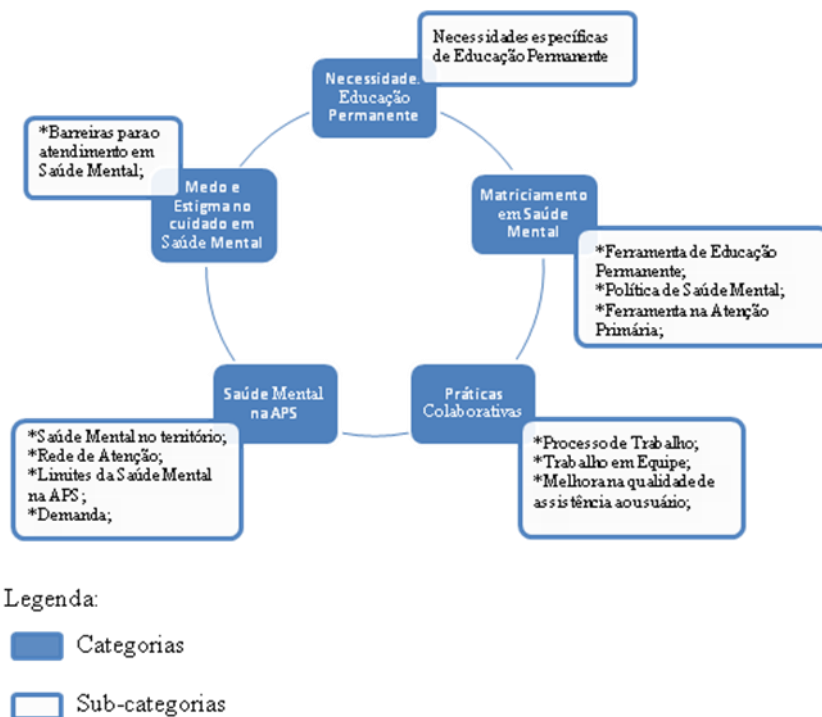 Necessidades específicas
de Educação Permanente
Necessidade.
Educação
Permanente
*Barreiras para o
atendimento em
Saúde Mental;
Medo e
Estigma no
cuidado em
Saúde Mental
Matriciamento
em Saúde
Mental
*Ferramenta de Educação
Permanente;
*Política de Saúde Mental;
*Ferramenta na Atenção
Primária;
Saúde Mental
na APS
*Saúde Mental no território;
*Rede de Atenção;
*Limites da Saúde Mental
na APS;
*Demanda;
Práticas
Colaborativas
*Processo de Trabalho;
*Trabalho em Equipe;
*Melhora na qualidade de
assistência ao usuário;
Legenda:
Categorias
Sub-categorias